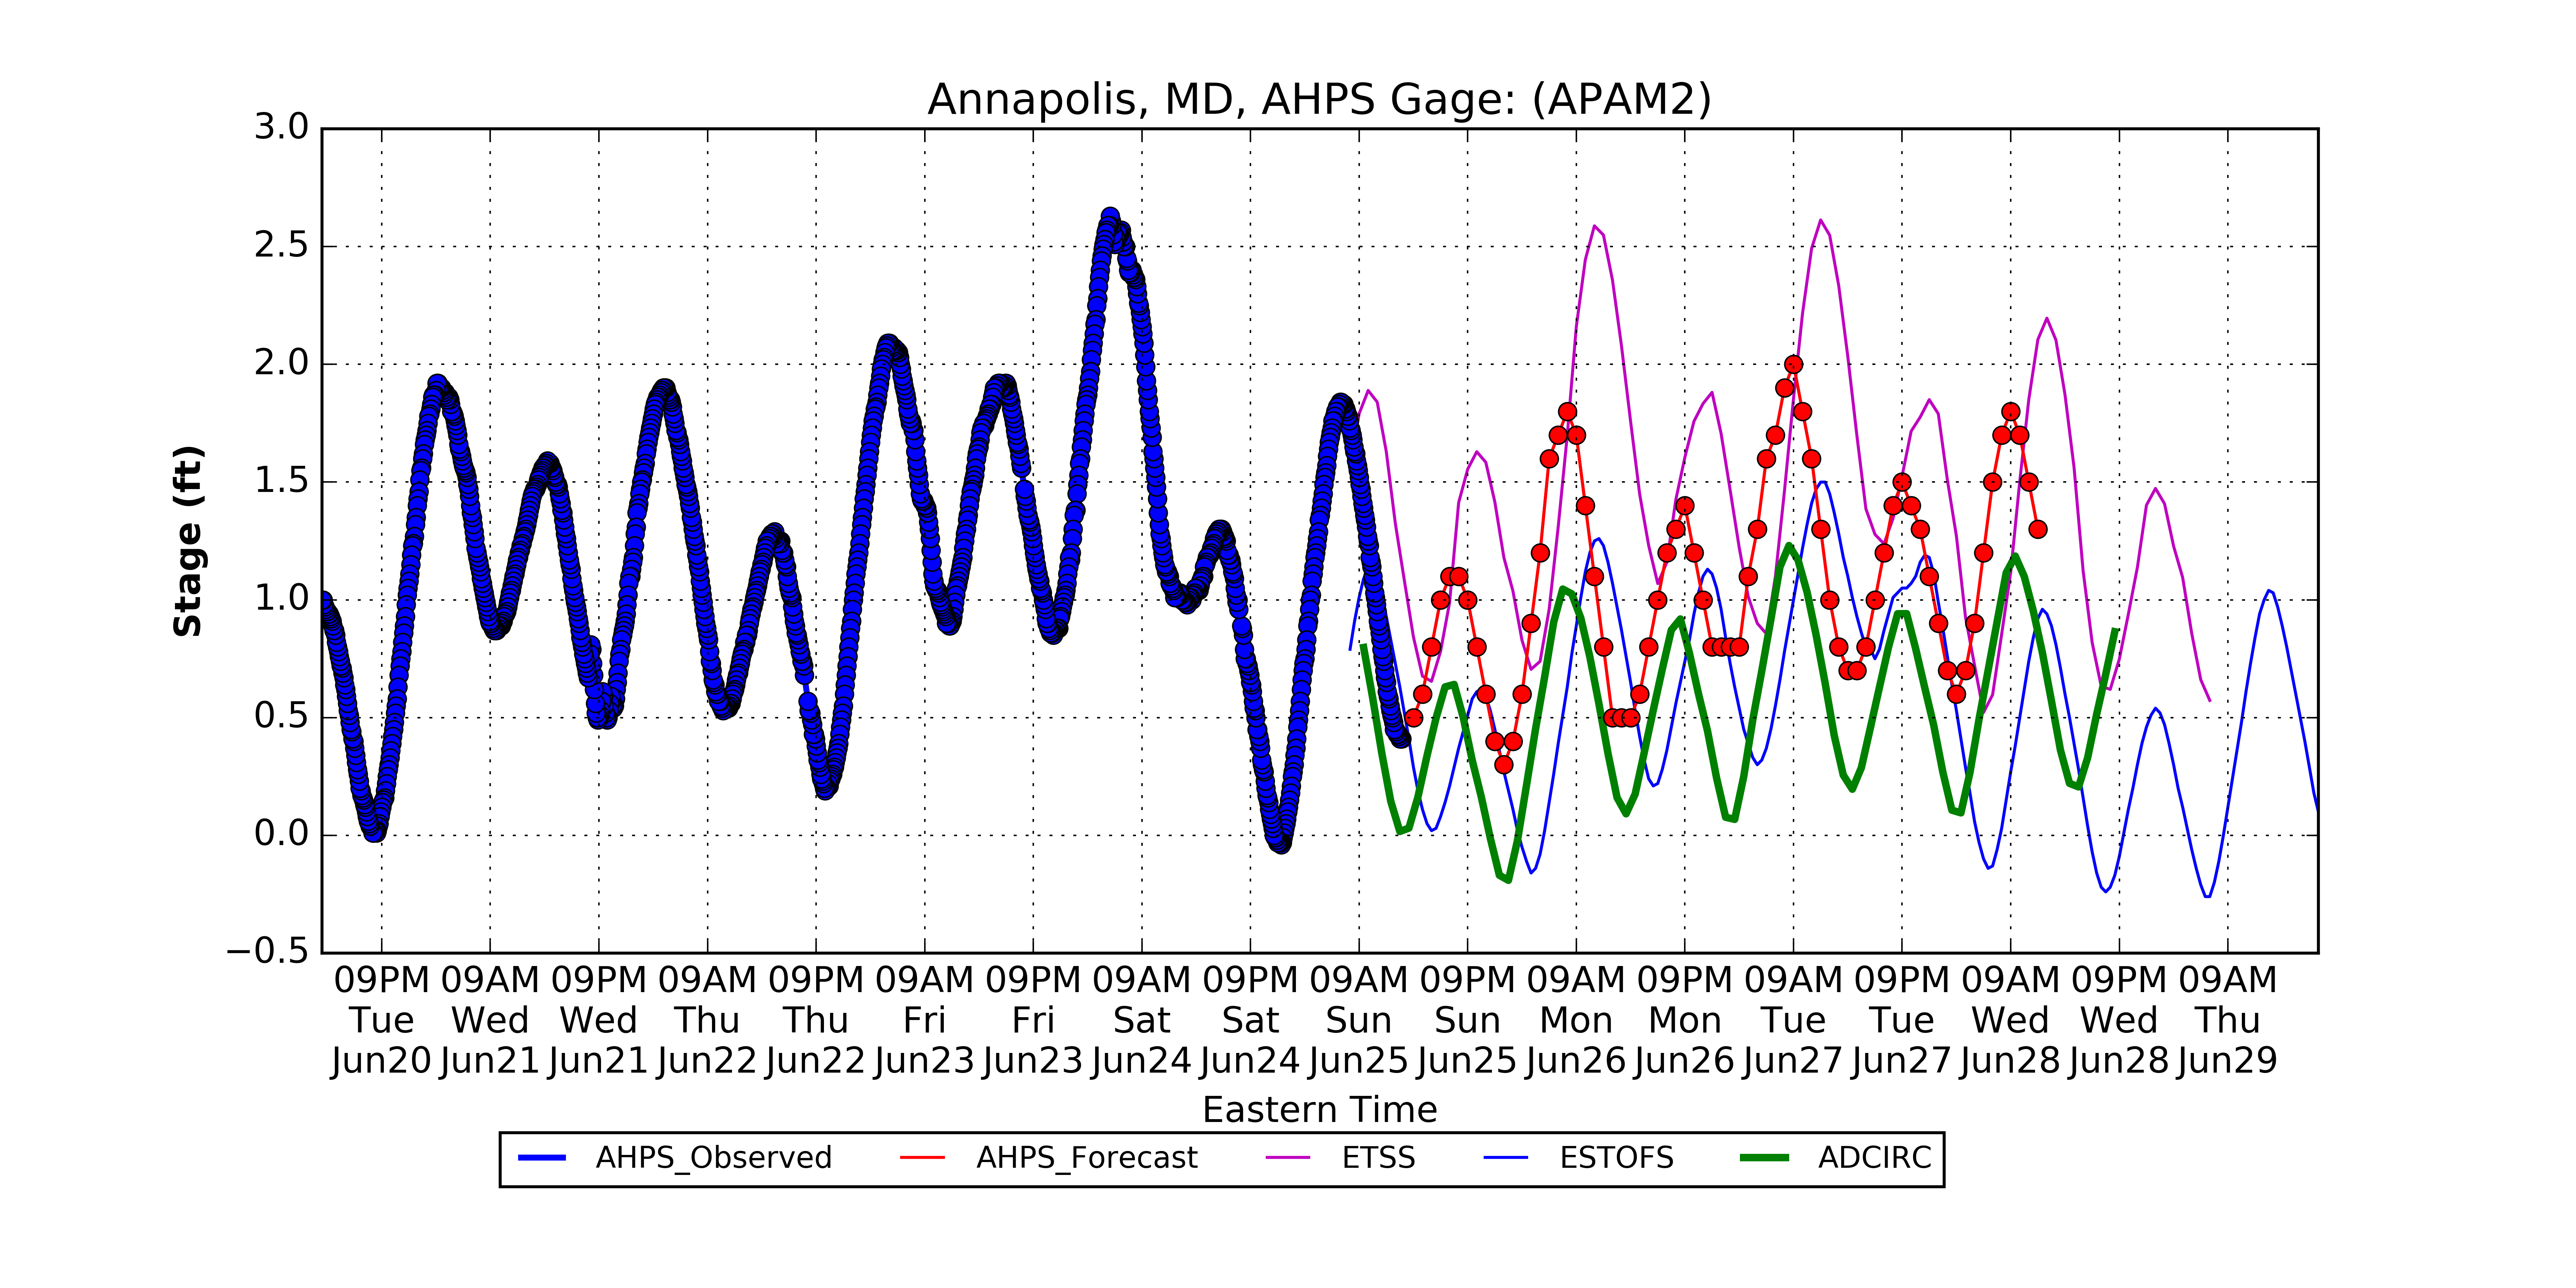 Annapolis, MD, AHPS Gage: (APAM2)
3.0
2.5
2.0
1.5
1.0
0.5
0.0
−0.5
Stage (ft)
09PM 09AM 09PM 09AM 09PM 09AM 09PM 09AM 09PM 09AM 09PM 09AM 09PM 09AM 09PM 09AM 09PM 09AM
Tue Wed Wed Thu Thu Fri Fri Sat Sat Sun Sun Mon Mon Tue Tue Wed Wed Thu
Jun20 Jun21 Jun21 Jun22 Jun22 Jun23 Jun23 Jun24 Jun24 Jun25 Jun25 Jun26 Jun26 Jun27 Jun27 Jun28 Jun28 Jun29
Eastern Time
AHPS_Observed AHPS_Forecast ETSS ESTOFS ADCIRC